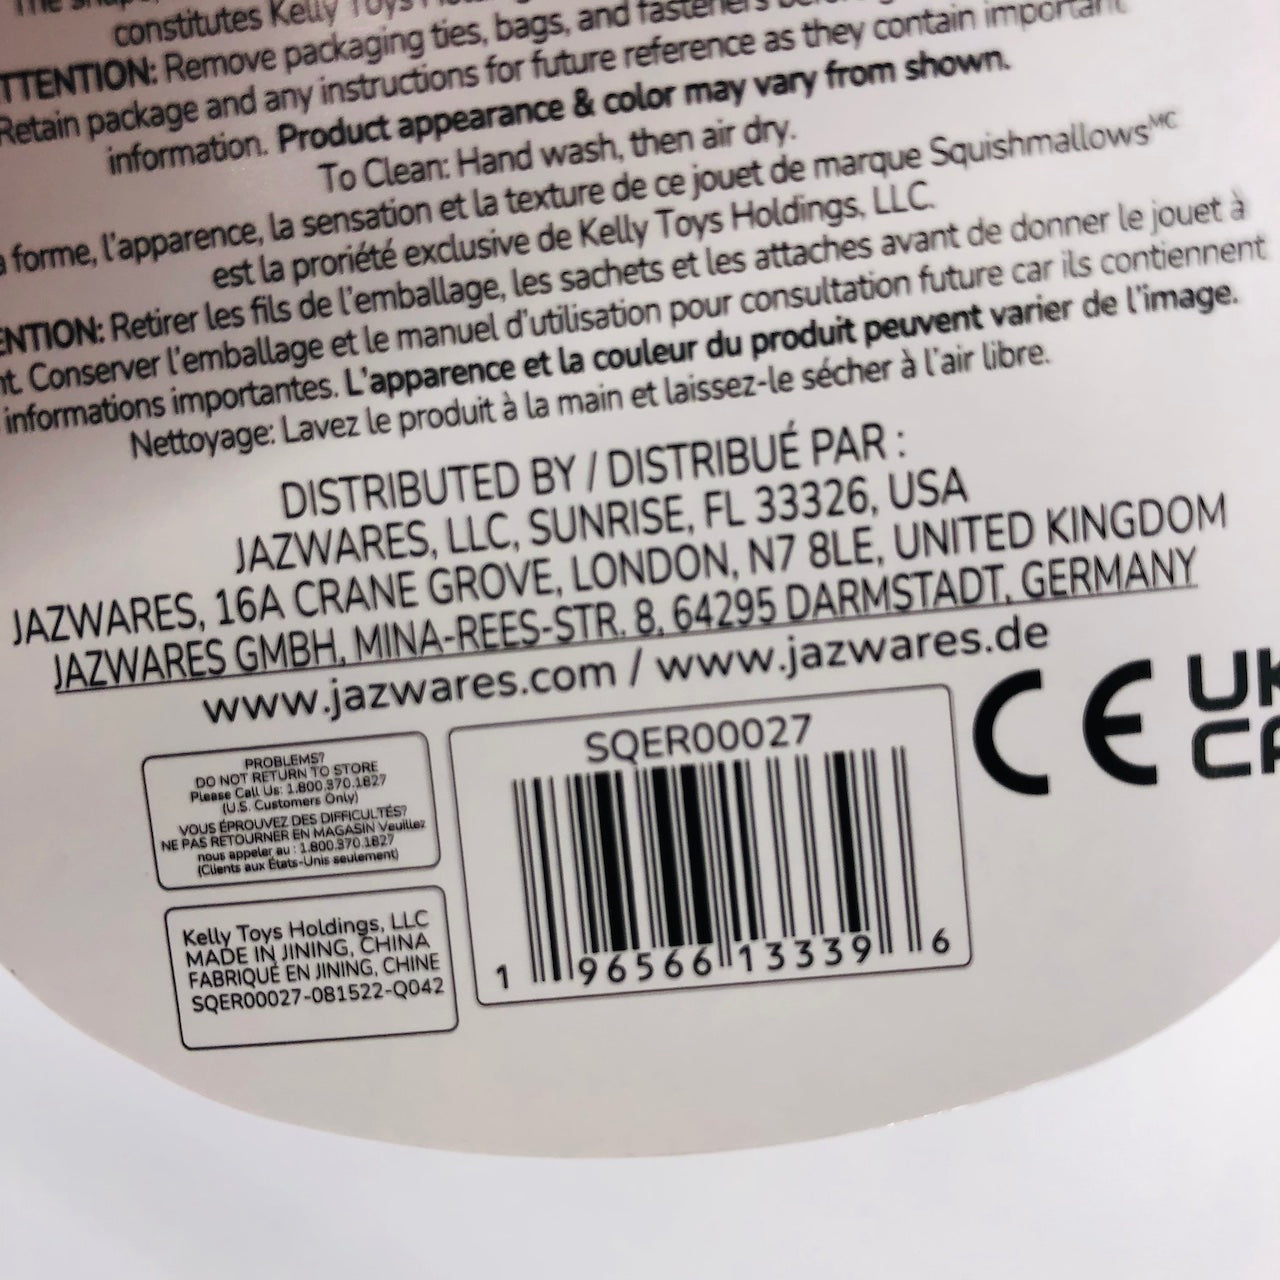 The shape,
constitutes Kelly Toys
TTENTION: Remove packaging ties, bags, and fasteners
Retain package and any instructions for future reference as they contain important
information. Product appearance & color may vary from shown.
To Clean: Hand wash, then air dry.
a forme, l'apparence, la sensation et la texture de ce jouet de marque Squishmallowsᴹᶜ
est la proriété exclusive de Kelly Toys Holdings, LLC.
ENTION: Retirer les fils de l'emballage, les sachets et les attaches avant de donner le jouet à
nt. Conserver l'emballage et le manuel d'utilisation pour consultation future car ils contiennent
informations importantes. L'apparence et la couleur du produit peuvent varier de l'image.
Nettoyage: Lavez le produit à la main et laissez-le sécher à l'air libre.
DISTRIBUTED BY / DISTRIBUÉ PAR :
JAZWARES, LLC, SUNRISE, FL 33326, USA
JAZWARES, 16A CRANE GROVE, LONDON, N7 8LE, UNITED KINGDOM
JAZWARES GMBH, MINA-REES-STR. 8, 64295 DARMSTADT, GERMANY
www.jazwares.com / www.jazwares.de
PROBLEMS?
DO NOT RETURN TO STORE
Please Call Us: 1.800.370.1827
(U.S. Customers Only)
VOUS ÉPROUVEZ DES DIFFICULTÉS?
NE PAS RETOURNER EN MAGASIN Veuillez
nous appeler au : 1.800.370.1827
(Clients aux États-Unis seulement)
Kelly Toys Holdings, LLC
MADE IN JINING, CHINA
FABRIQUÉ EN JINING, CHINE
SQER00027-081522-Q042
SQER00027
1 96566 13339 6
CE
UK
CA